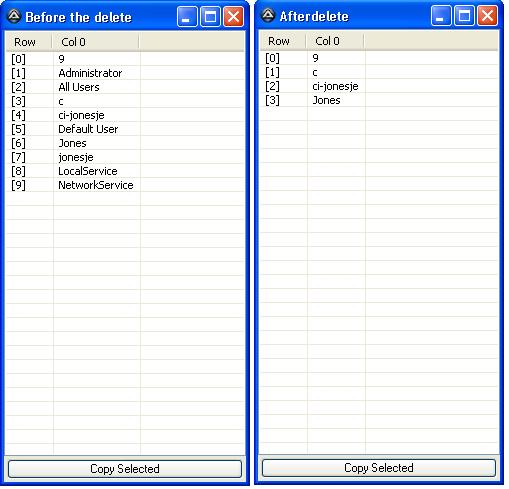 Before the delete
Row Col 0
[0] 9
[1] Administrator
[2] All Users
[3] c
[4] ci-jonesje
[5] Default User
[6] Jones
[7] jonesje
[8] LocalService
[9] NetworkService
Copy Selected
Afterdelete
Row Col 0
[0] 9
[1] c
[2] ci-jonesje
[3] Jones
Copy Selected